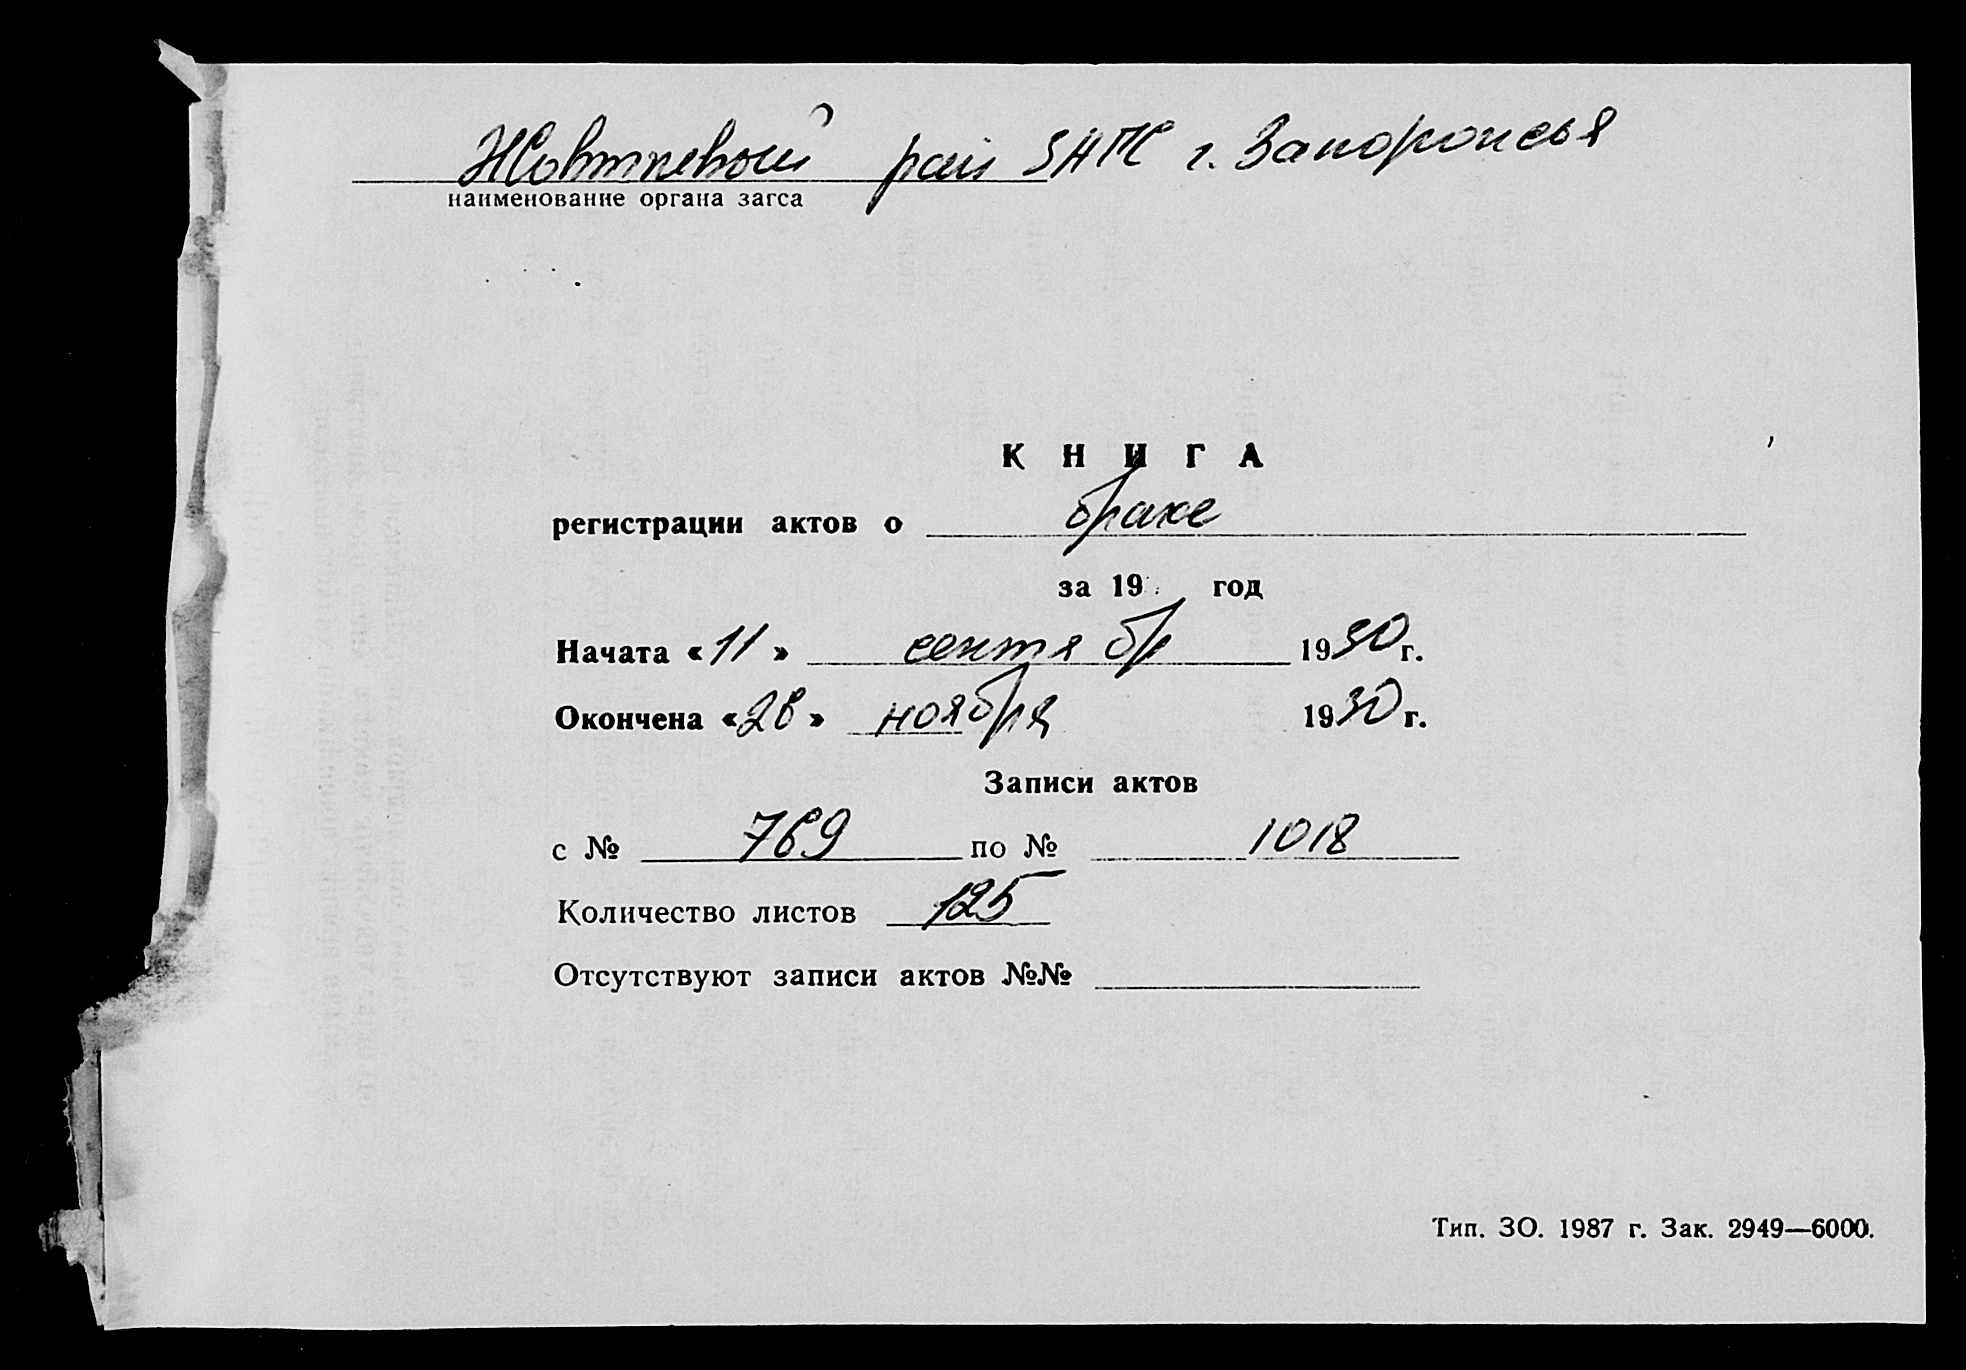 Жовтневый рай ЗАГС г. Запорожья
наименование органа загса
КНИГА
регистрации актов о браке
за 19 год
Начата «11» сентябр 1930 г.
Окончена «28» ноября 1930 г.
Записи актов
с № 769 по № 1018
Количество листов 125
Отсутствуют записи актов №№
Тип. ЗО. 1987 г. Зак. 2949—6000.